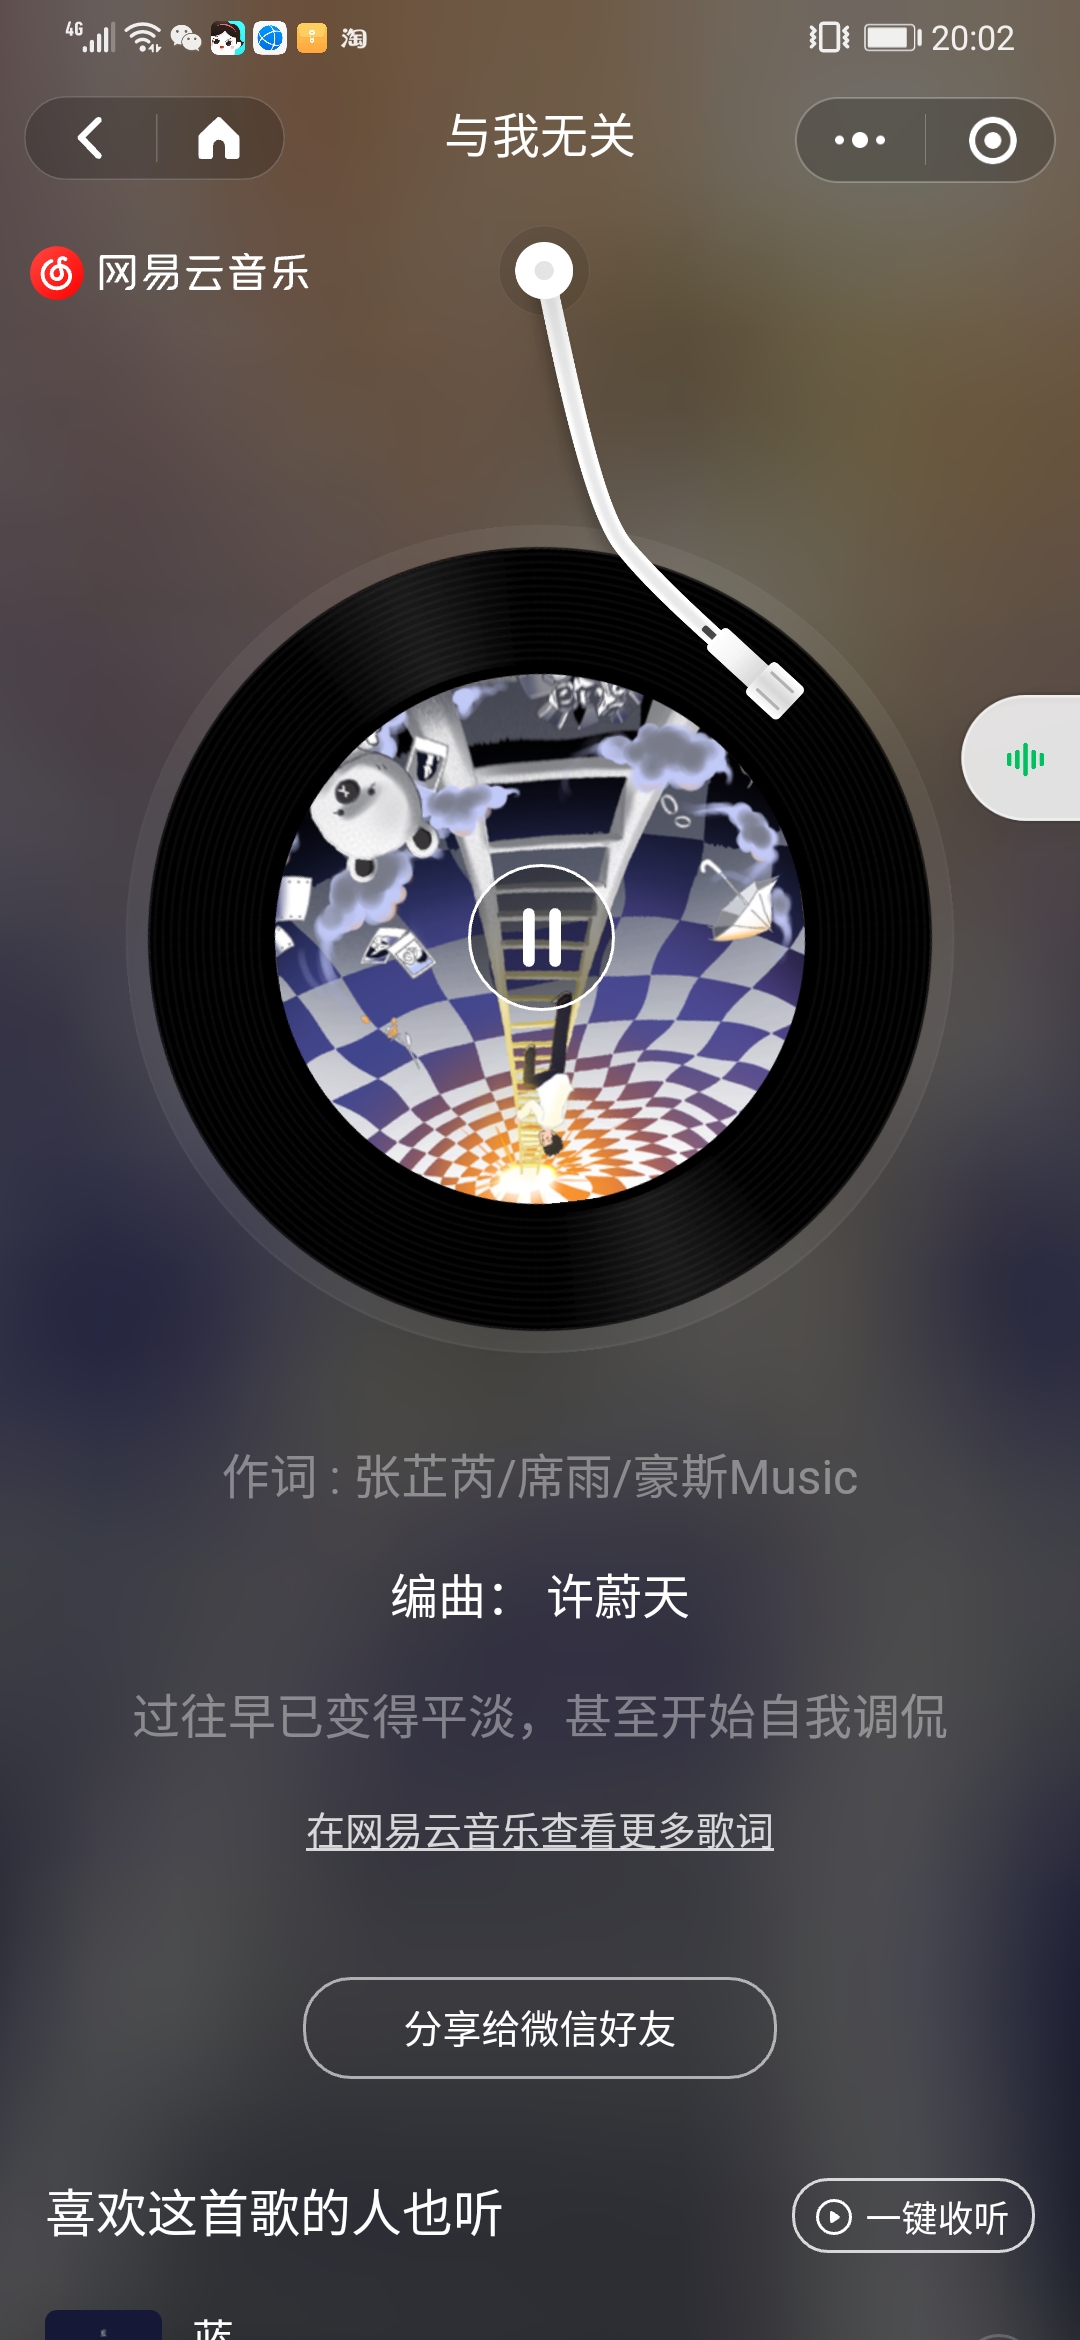 4G
淘
20:02
与我无关
网易云音乐
作词 : 张芷芮/席雨/豪斯Music
编曲： 许蔚天
过往早已变得平淡，甚至开始自我调侃
在网易云音乐查看更多歌词
分享给微信好友
喜欢这首歌的人也听
一键收听
蓝